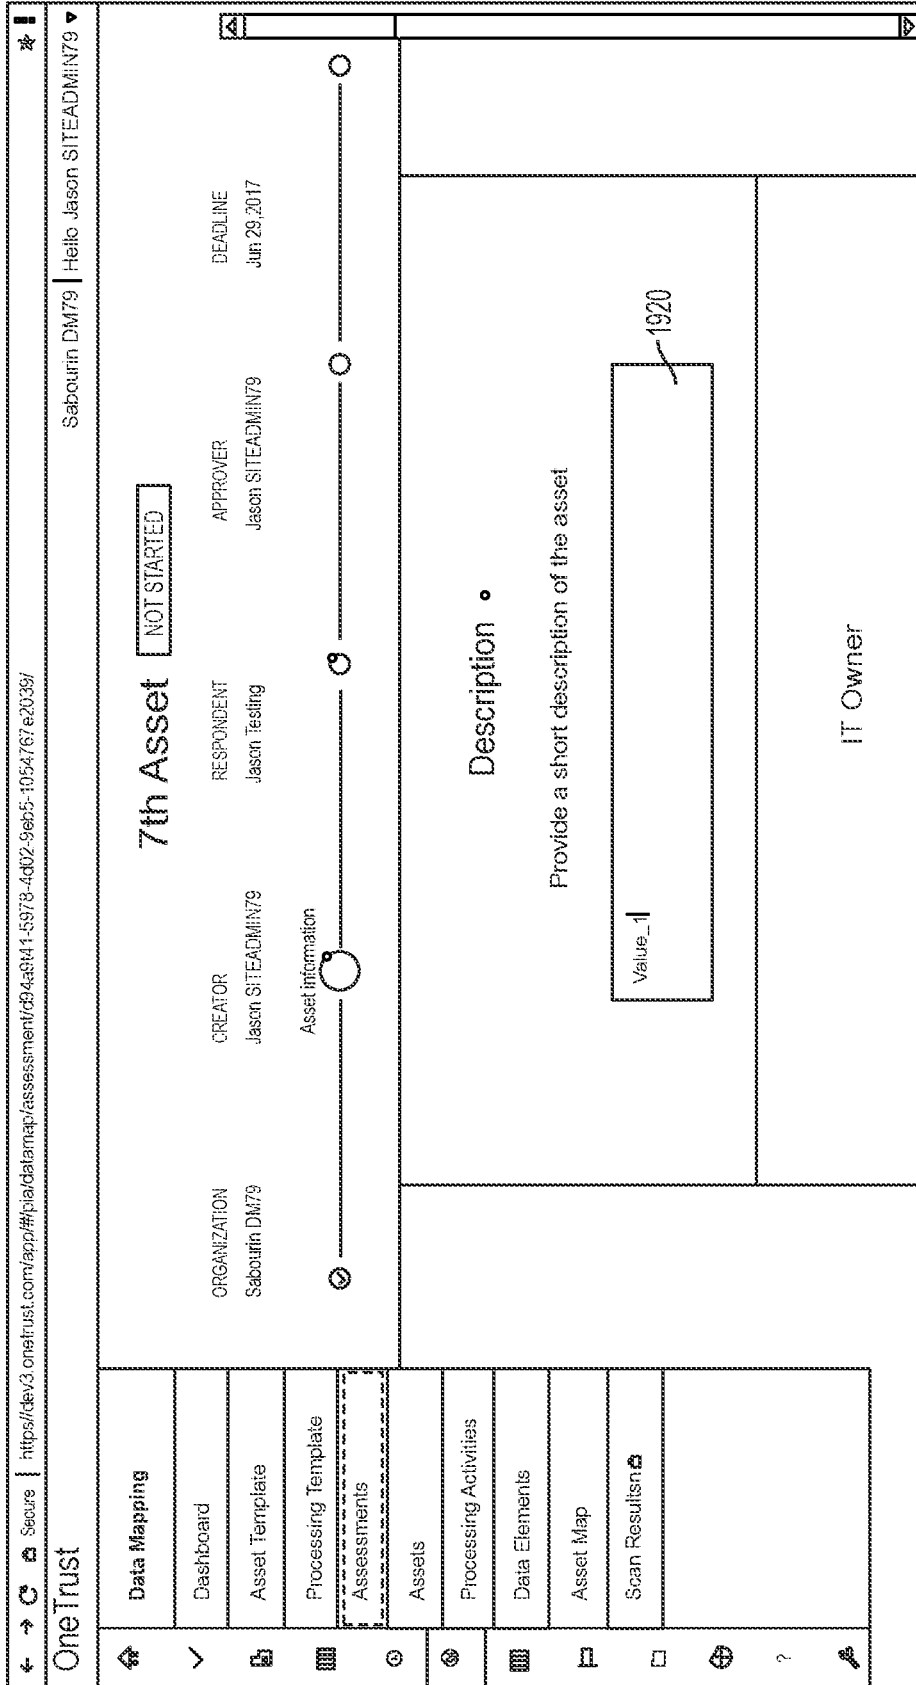 Secure | https//dev3.onetrust.com/app/#/pia/datamap/assessment/d94a9f41-5978-4d02-9eb5-1054767e2039/
OneTrust
Sabourin DM79 | Hello Jason SITEADMIN79
Data Mapping
Dashboard
Asset Template
Processing Template
Assessments
Assets
Processing Activities
Data Elements
Asset Map
Scan Resultsn
?
7th Asset NOT STARTED
ORGANIZATION CREATOR RESPONDENT APPROVER DEADLINE
Sabourin DM79 Jason SITEADMIN79 Jason Testing Jason SITEADMIN79 Jun 29,2017
Asset information
Description
Provide a short description of the asset
Value_1
1920
IT Owner